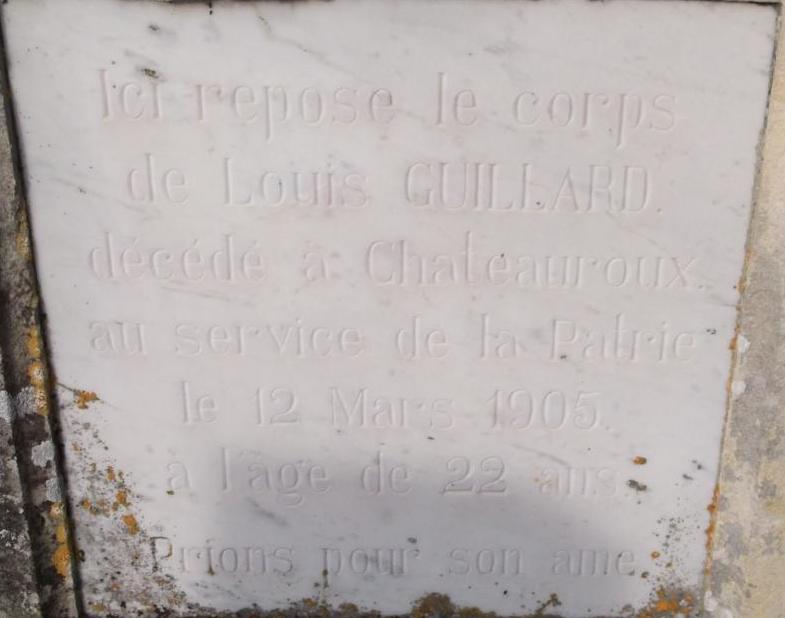 Ici repose le corps
de Louis GUILLARD.
décédé à Chateauroux.
au service de la Patrie
le 12 Mars 1905.
à l'âge de 22 ans.
Prions pour son ame